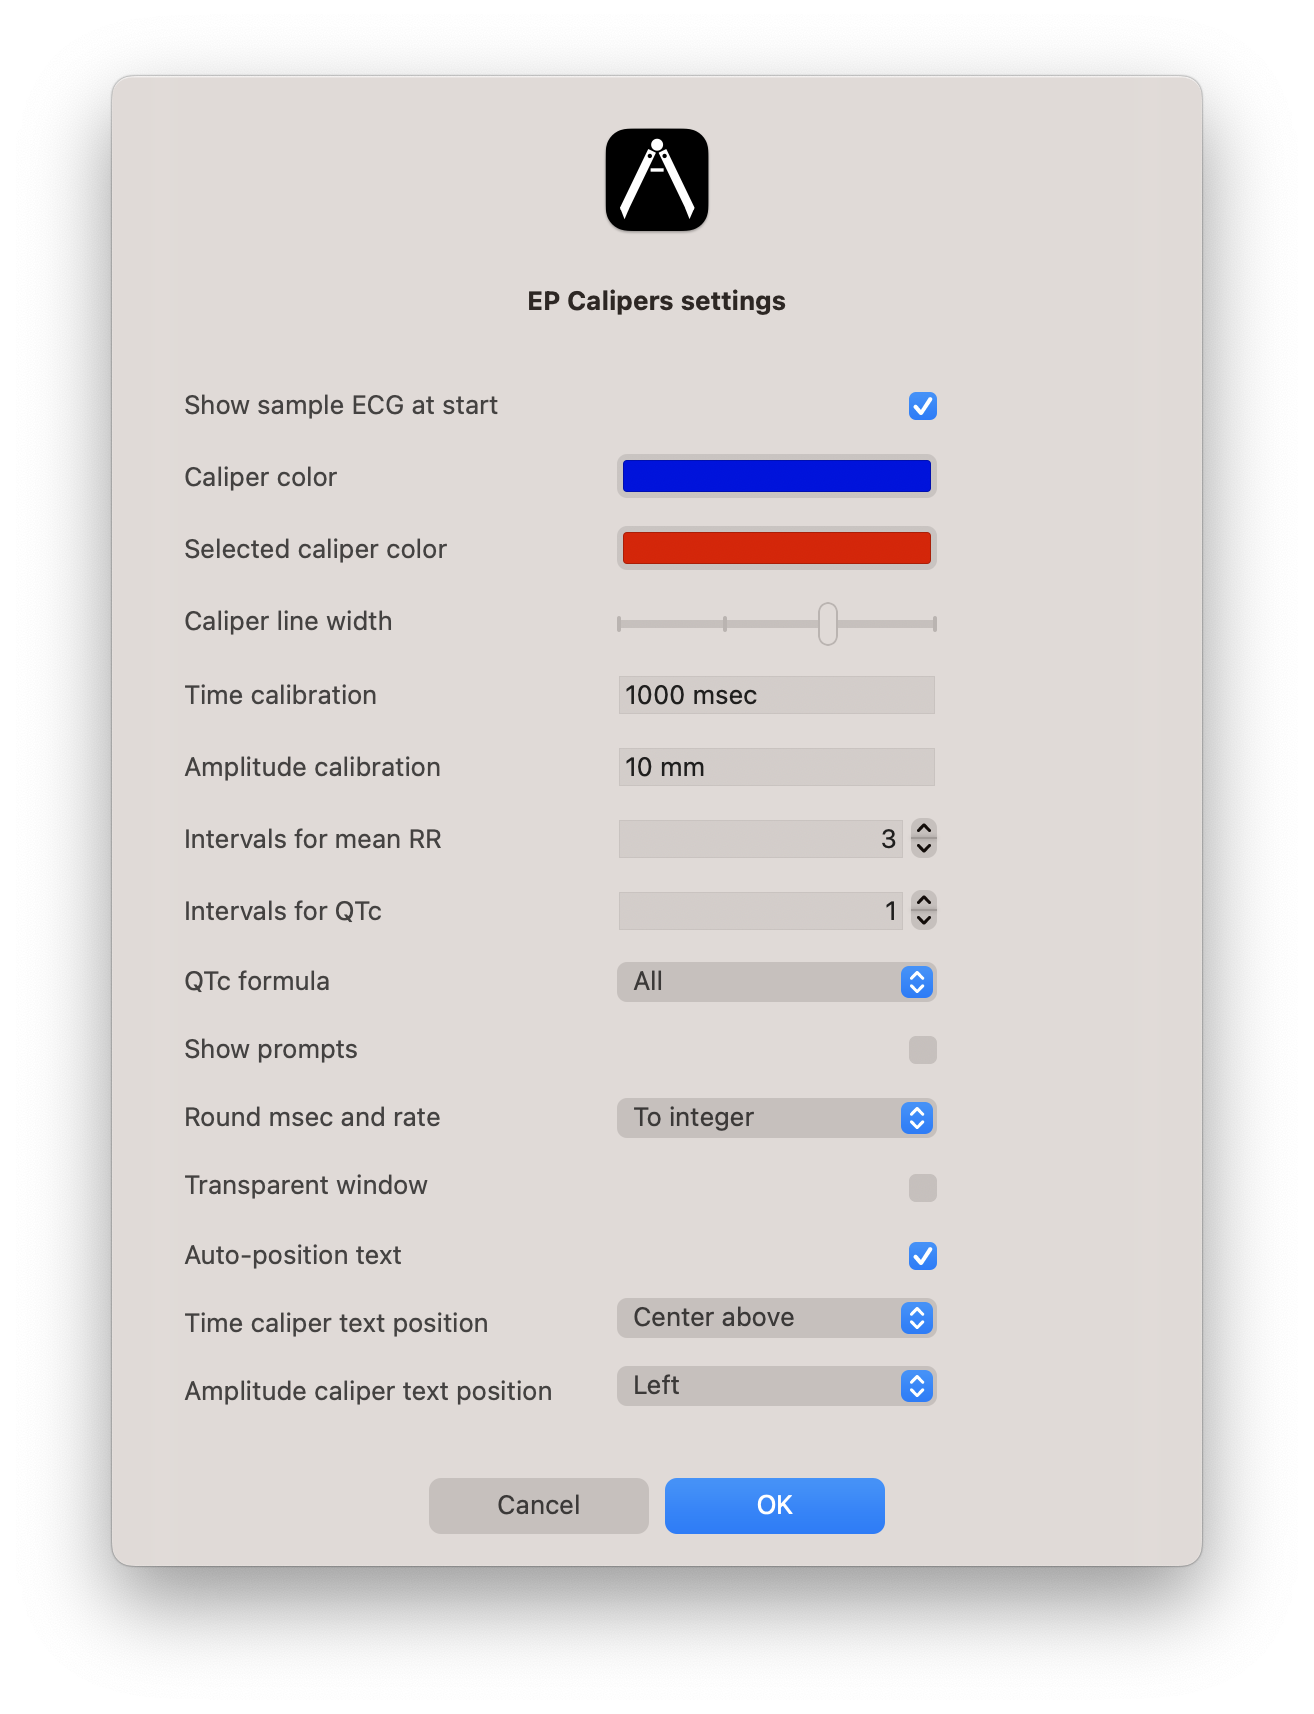 EP Calipers settings
Show sample ECG at start
Caliper color
Selected caliper color
Caliper line width
Time calibration
1000 msec
Amplitude calibration
10 mm
Intervals for mean RR
3
Intervals for QTc
1
QTc formula
All
Show prompts
Round msec and rate
To integer
Transparent window
Auto-position text
Time caliper text position
Center above
Amplitude caliper text position
Left
Cancel
OK